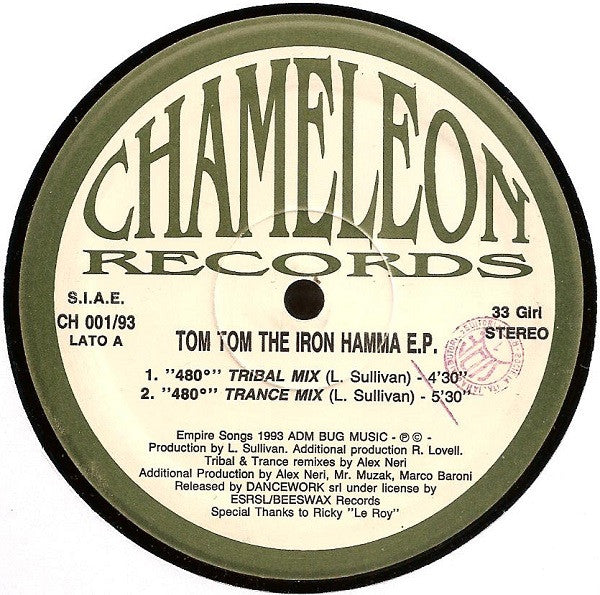 CHAMELEON
RECORDS
S.I.A.E.
CH 001/93
LATO A
33 Giri
STEREO
TOM TOM THE IRON HAMMA E.P.
1. ''480°'' TRIBAL MIX (L. Sullivan) - 4'30''
2. ''480°'' TRANCE MIX (L. Sullivan) - 5'30''
Empire Songs 1993 ADM BUG MUSIC - ℗ © -
Production by L. Sullivan. Additional production R. Lovell.
Tribal & Trance remixes by Alex Neri
Additional Production by Alex Neri, Mr. Muzak, Marco Baroni
Released by DANCEWORK srl under license by
ESRSL/BEESWAX Records
Special Thanks to Ricky "Le Roy"